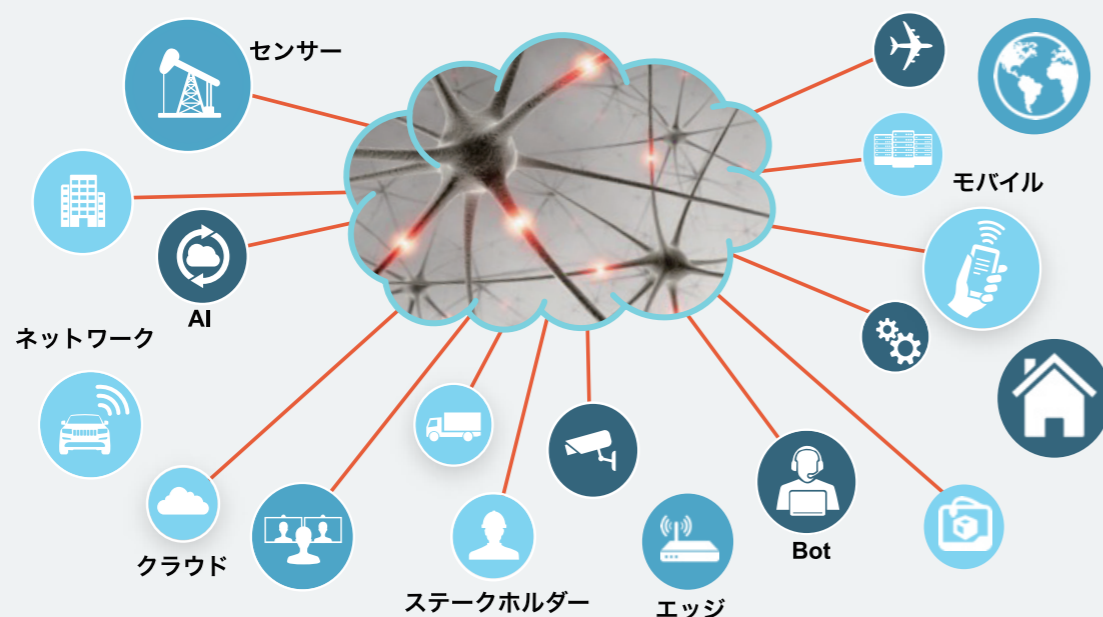 センサー
モバイル
AI
ネットワーク
クラウド
ステークホルダー
エッジ
Bot